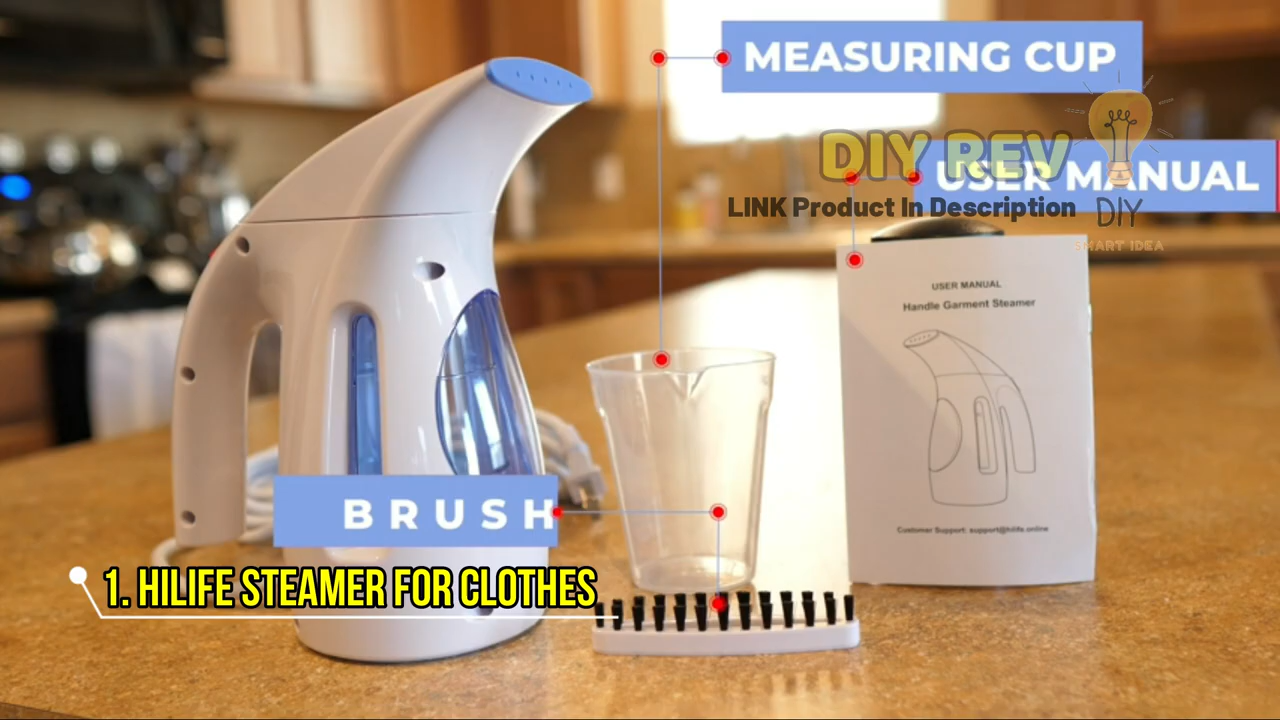 MEASURING CUP
DIY REV
USER MANUAL
LINK Product In Description
DIY
SMART IDEA
USER MANUAL
Handle Garment Steamer
Customer Support: support@hilife.online
BRUSH
1. HILIFE STEAMER FOR CLOTHES